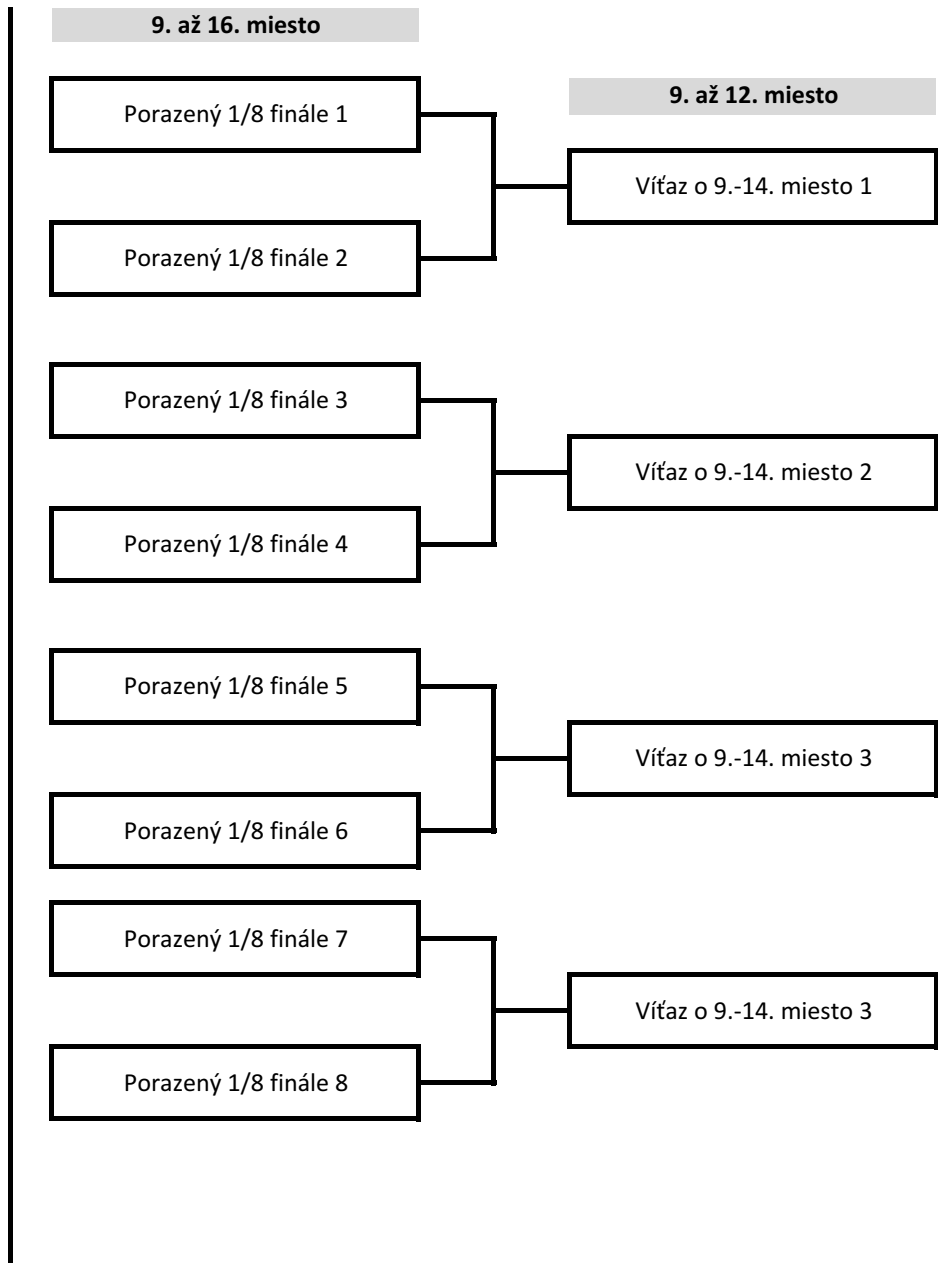 9. až 16. miesto
Porazený 1/8 finále 1
Porazený 1/8 finále 2
Porazený 1/8 finále 3
Porazený 1/8 finále 4
Porazený 1/8 finále 5
Porazený 1/8 finále 6
Porazený 1/8 finále 7
Porazený 1/8 finále 8
9. až 12. miesto
Víťaz o 9.-14. miesto 1
Víťaz o 9.-14. miesto 2
Víťaz o 9.-14. miesto 3
Víťaz o 9.-14. miesto 3